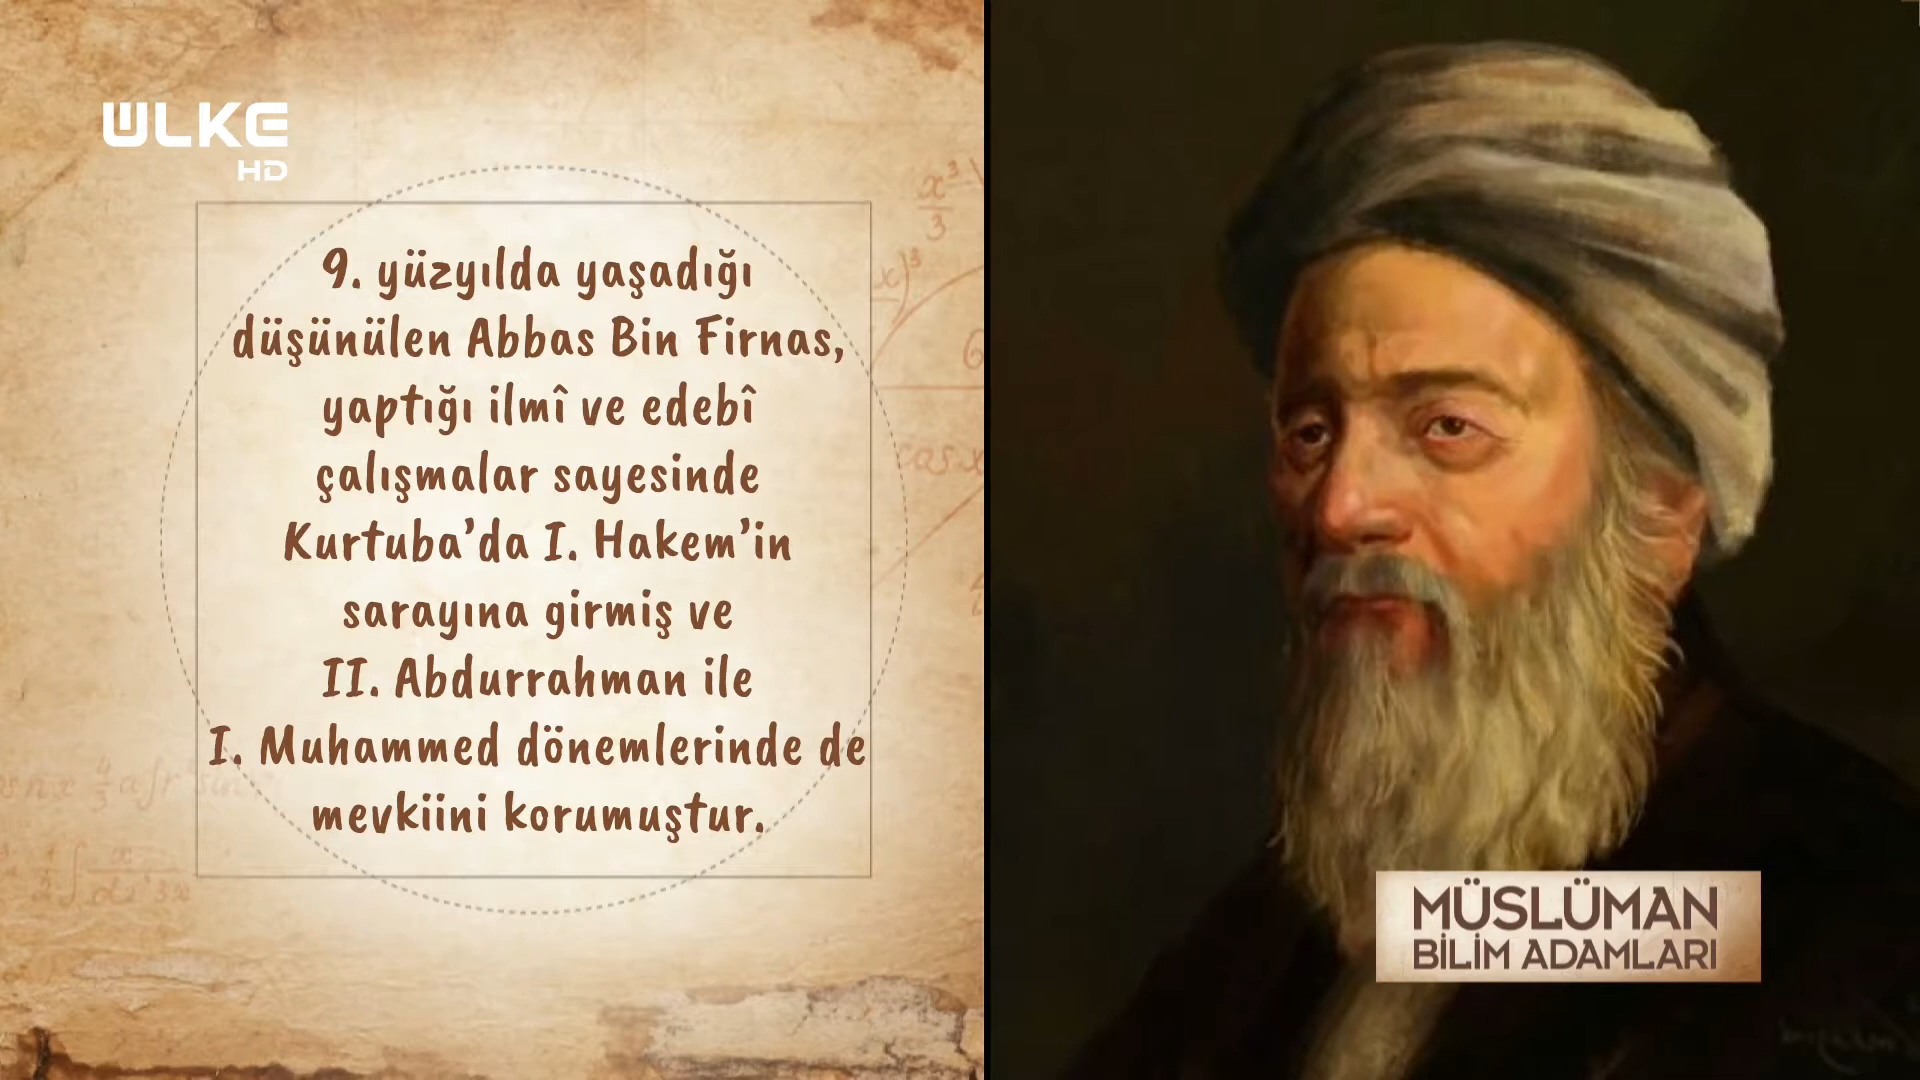 ULKE
HD
9. yüzyılda yaşadığı
düşünülen Abbas Bin Firnas,
yaptığı ilmî ve edebî
çalışmalar sayesinde
Kurtuba’da I. Hakem’in
sarayına girmiş ve
II. Abdurrahman ile
I. Muhammed dönemlerinde de
mevkiini korumuştur.
MÜSLÜMAN
BİLİM ADAMLARI